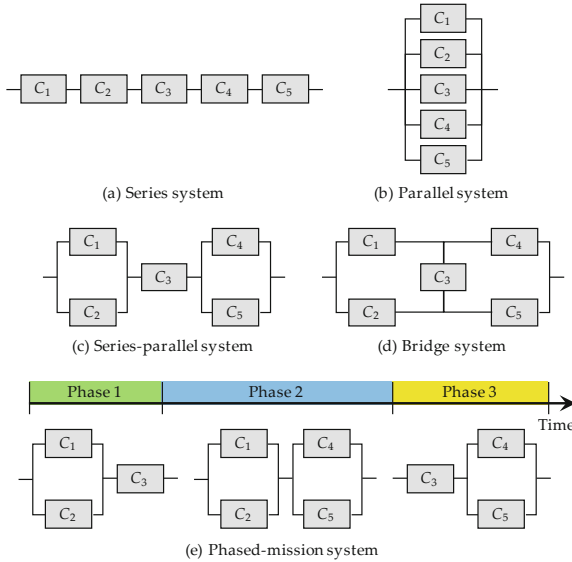 C1 C2 C3 C4 C5
(a) Series system
C1
C2
C3
C4
C5
(b) Parallel system
C1 C4
C3
C2 C5
(c) Series-parallel system
C1 C4
C3
C2 C5
(d) Bridge system
Phase 1 Phase 2 Phase 3
Time
C1 C1 C4 C4
C3 C3
C2 C2 C5 C5
(e) Phased-mission system